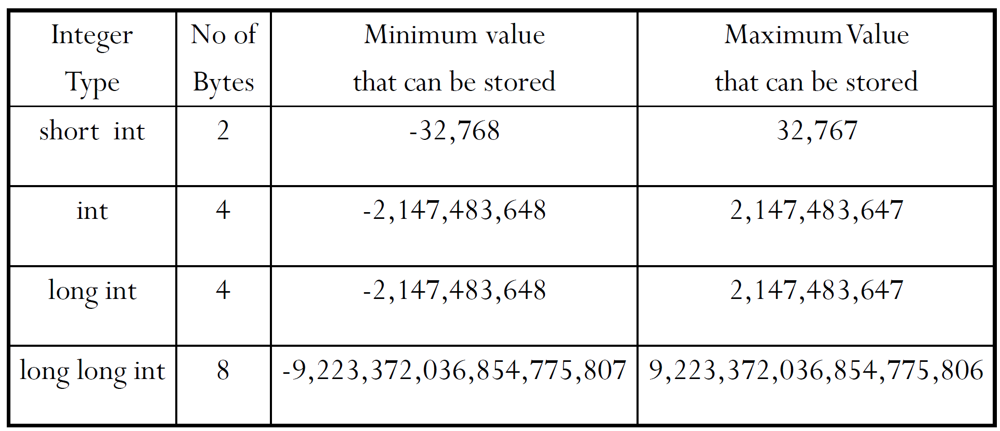 Integer
Type
No of
Bytes
Minimum value
that can be stored
Maximum Value
that can be stored
short int
2
-32,768
32,767
int
4
-2,147,483,648
2,147,483,647
long int
4
-2,147,483,648
2,147,483,647
long long int
8
-9,223,372,036,854,775,807
9,223,372,036,854,775,806